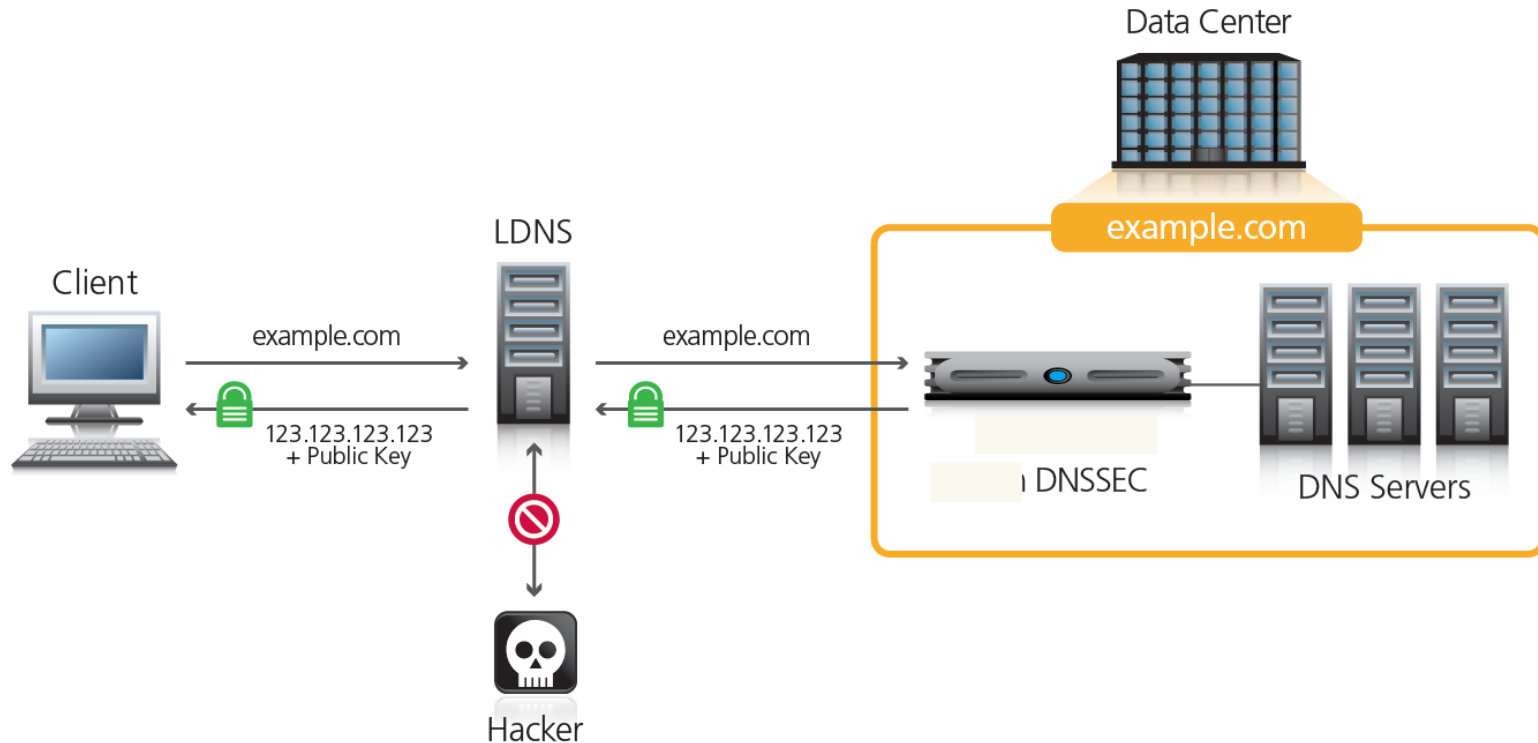 Data Center
example.com
LDNS
Client
example.com
example.com
123.123.123.123
+ Public Key
123.123.123.123
+ Public Key
DNSSEC
DNS Servers
Hacker